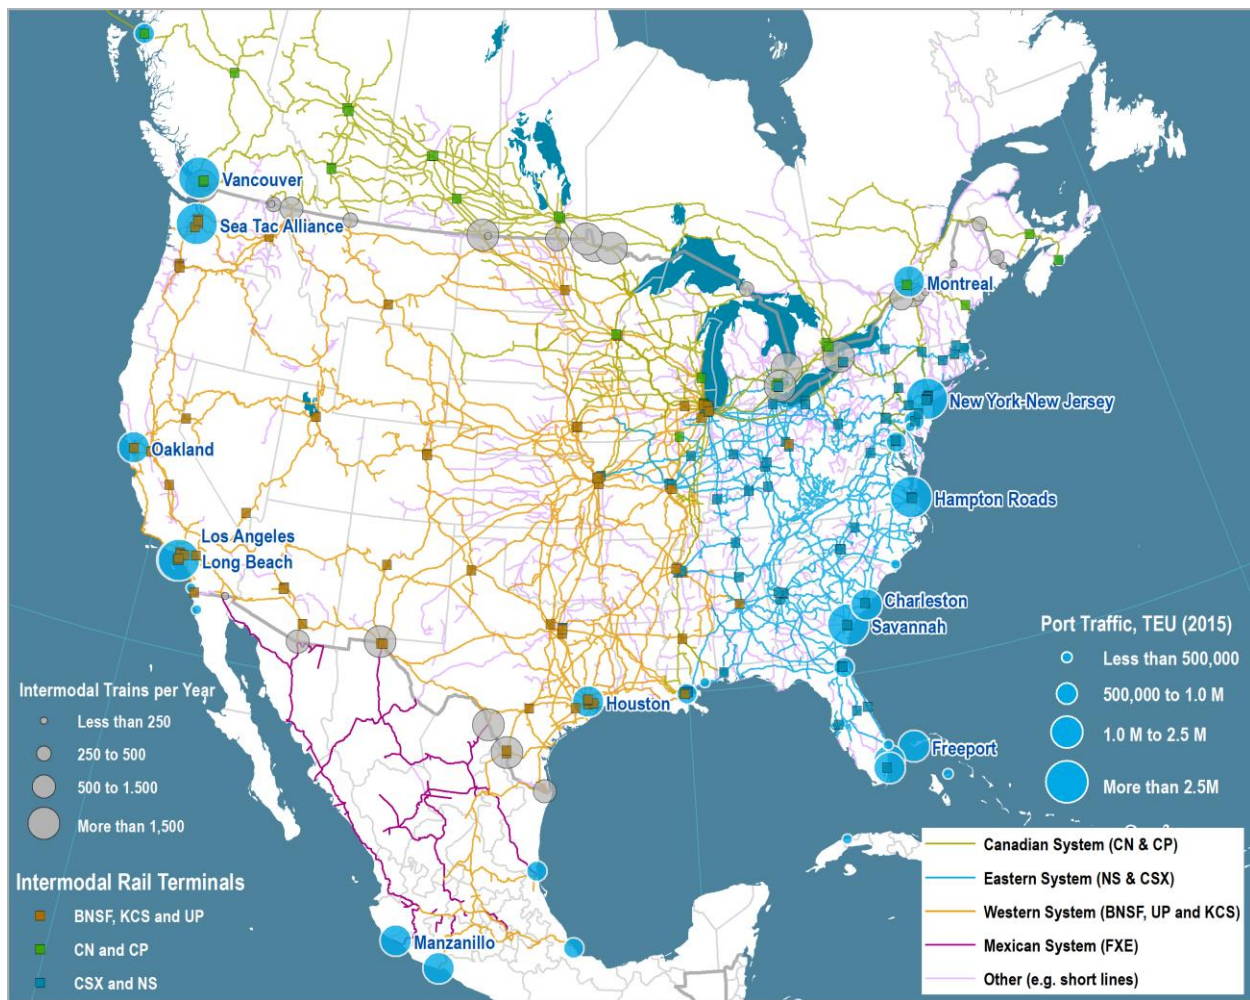 Vancouver
Sea Tac Alliance
Montreal
New York-New Jersey
Oakland
Hampton Roads
Los Angeles
Long Beach
Charleston
Savannah
Houston
Freeport
Manzanillo
Intermodal Trains per Year
Less than 250
250 to 500
500 to 1.500
More than 1,500
Intermodal Rail Terminals
BNSF, KCS and UP
CN and CP
CSX and NS
Port Traffic, TEU (2015)
Less than 500,000
500,000 to 1.0 M
1.0 M to 2.5 M
More than 2.5M
Canadian System (CN & CP)
Eastern System (NS & CSX)
Western System (BNSF, UP and KCS)
Mexican System (FXE)
Other (e.g. short lines)